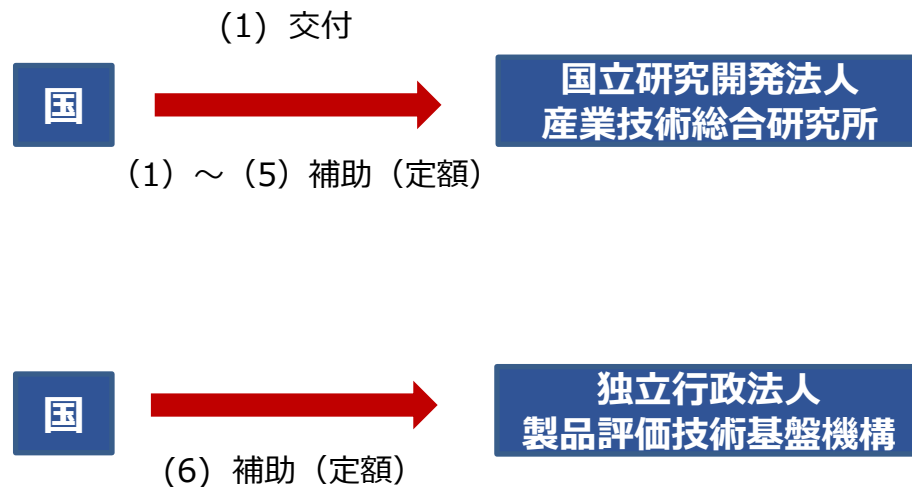 (1) 交付
国
国立研究開発法人
産業技術総合研究所
（1）～（5）補助（定額）
国
独立行政法人
製品評価技術基盤機構
(6) 補助（定額）